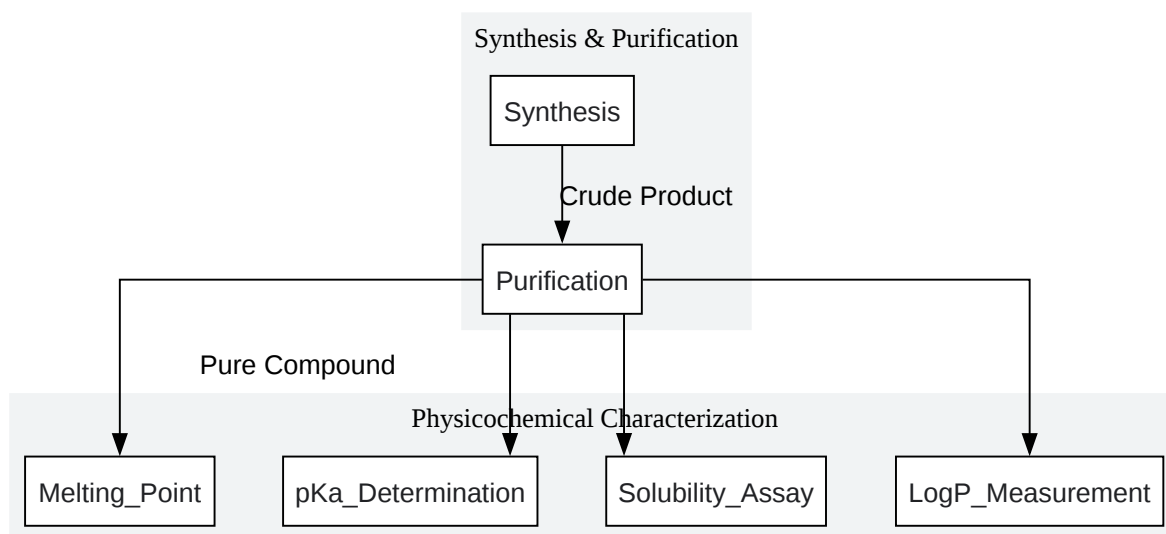 Synthesis & Purification
Synthesis
Crude Product
Purification
Pure Compound
Physicochemical Characterization
Melting_Point
pKa_Determination
Solubility_Assay
LogP_Measurement